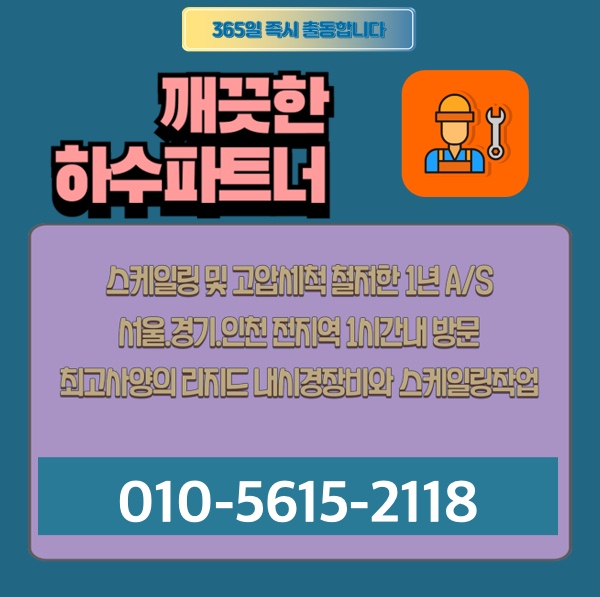 365일 즉시 출동합니다
깨끗한
하수파트너
스케일링 및 고압세척 철저한 1년 A/S
서울.경기.인천 전지역 1시간내 방문
최고사양의 리지드 내시경장비와 스케일링작업
010-5615-2118